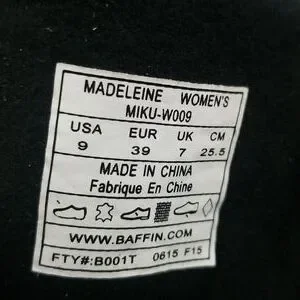 MADELEINE WOMEN'S
MIKU-W009
USA EUR UK CM
9 39 7 25.5
MADE IN CHINA
Fabrique En Chine
WWW.BAFFIN.COM
FTY#:B001T 0615 F15